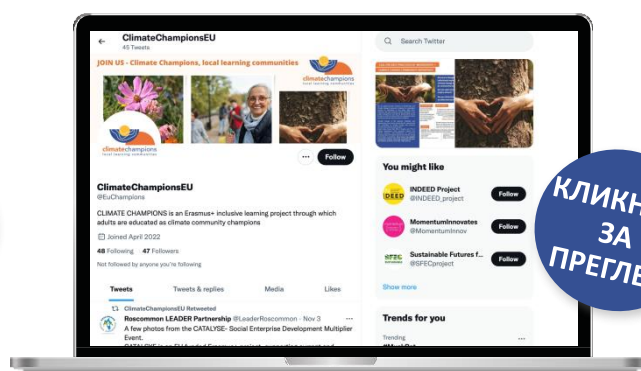 ClimateChampionsEU
45 Tweets
JOIN US - Climate Champions, local learning communities
climatechampions
local learning communities
climatechampions
local learning communities
Follow
ClimateChampionsEU
@EuChampions
CLIMATE CHAMPIONS is an Erasmus+ inclusive learning project through which
adults are aducated as climate community champions
Joined April 2022
48 Following 47 Followers
Not followed by anyone you're following
Tweets Tweets & replies Media Likes
ClimateChampionsEU Retweeted
Roscommon LEADER Partnership @LeaderRoscommon · Nov 3
A few photos from the CATALYSE- Social Enterprise Development Multiplier
Event.
Search Twitter
You might like
INDEED Project
@INDEED_project
Follow
MomentumInnovates
@MomentumInnov
Follow
Sustainable Futures f...
@SFECproject
Follow
Show more
Trends for you
Trending
КЛИКН
ЗА
ПРЕГЛЕ